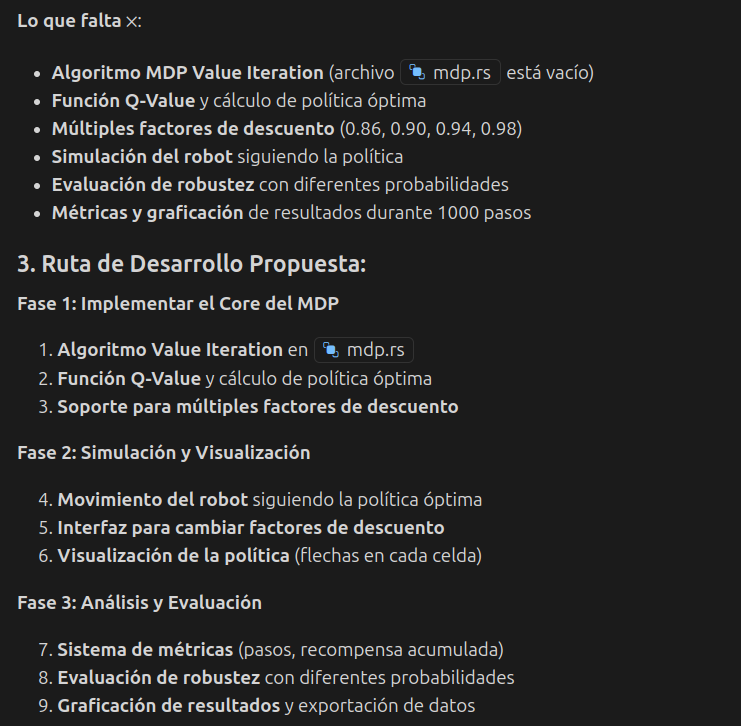 Lo que falta ×:
• Algoritmo MDP Value Iteration (archivo mdp.rs está vacío)
• Función Q-Value y cálculo de política óptima
• Múltiples factores de descuento (0.86, 0.90, 0.94, 0.98)
• Simulación del robot siguiendo la política
• Evaluación de robustez con diferentes probabilidades
• Métricas y graficación de resultados durante 1000 pasos
3. Ruta de Desarrollo Propuesta:
Fase 1: Implementar el Core del MDP
1. Algoritmo Value Iteration en mdp.rs
2. Función Q-Value y cálculo de política óptima
3. Soporte para múltiples factores de descuento
Fase 2: Simulación y Visualización
4. Movimiento del robot siguiendo la política óptima
5. Interfaz para cambiar factores de descuento
6. Visualización de la política (flechas en cada celda)
Fase 3: Análisis y Evaluación
7. Sistema de métricas (pasos, recompensa acumulada)
8. Evaluación de robustez con diferentes probabilidades
9. Graficación de resultados y exportación de datos